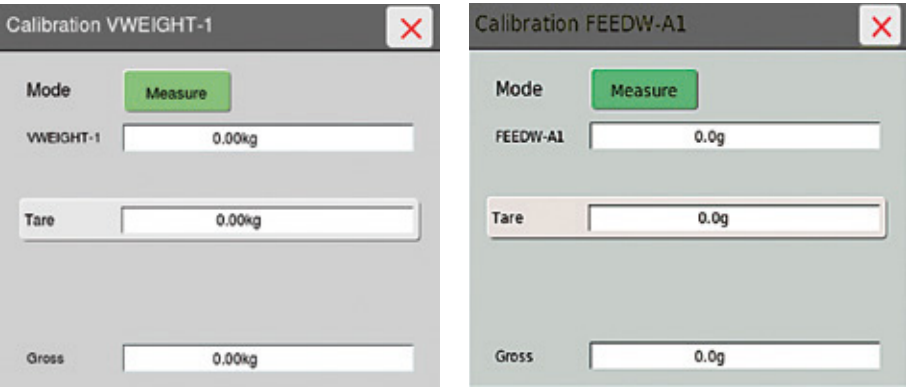 Calibration VWEIGHT-1
Mode Measure
VWEIGHT-1 0.00kg
Tare 0.00kg
Gross 0.00kg
Calibration FEEDW-A1
Mode Measure
FEEDW-A1 0.0g
Tare 0.0g
Gross 0.0g